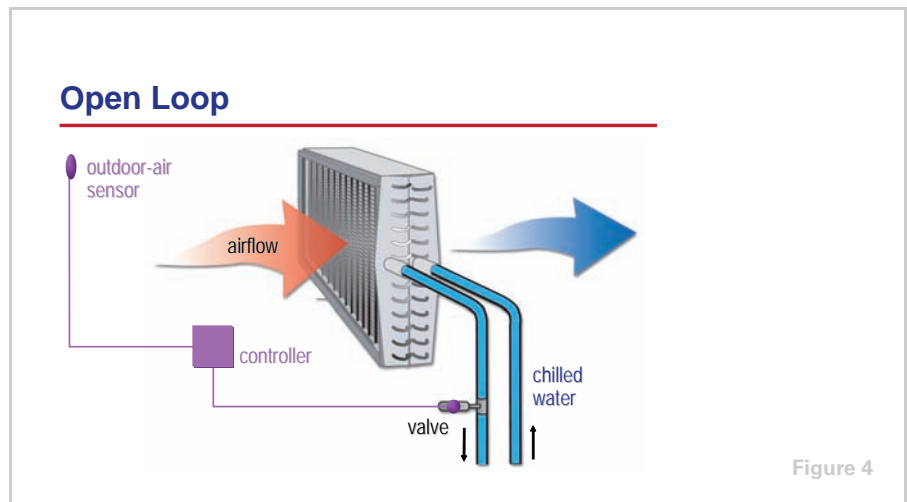 Open Loop
outdoor-air
sensor
airflow
controller
chilled
water
valve
Figure 4